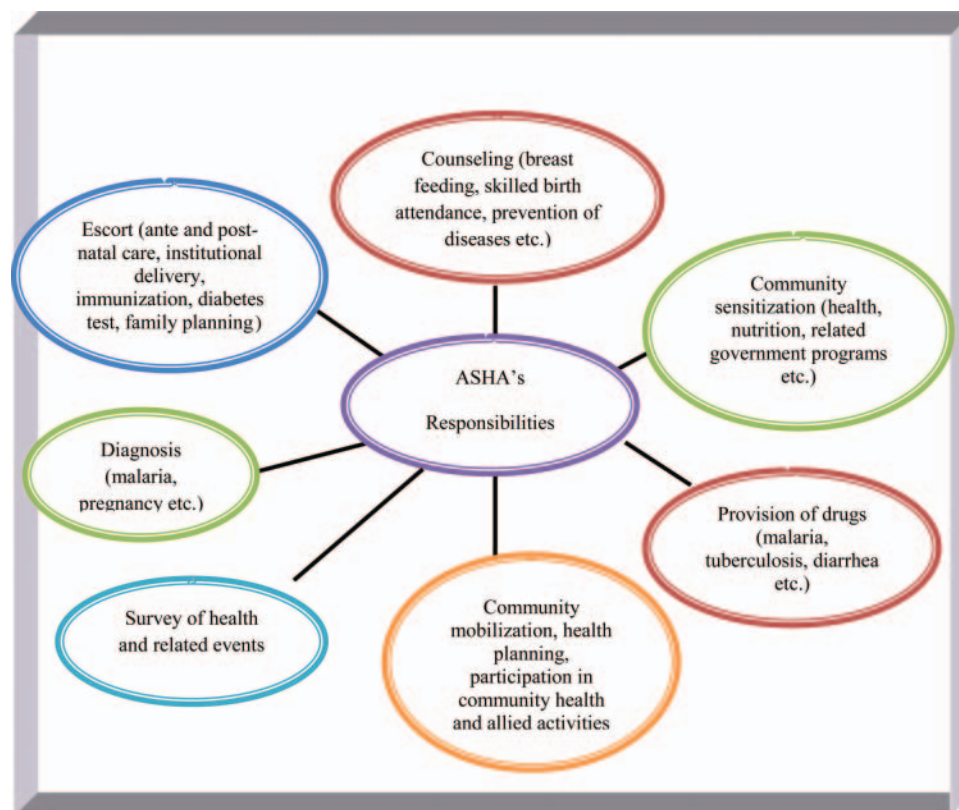 Counseling (breast
feeding, skilled birth
attendance, prevention of
diseases etc.)
Escort (ante and post-
natal care, institutional
delivery,
immunization, diabetes
test, family planning)
Community
sensitization (health,
nutrition, related
government programs
etc.)
ASHA's
Responsibilities
Diagnosis
(malaria,
pregnancy etc.)
Provision of drugs
(malaria,
tuberculosis, diarrhea
etc.)
Survey of health
and related events
Community
mobilization, health
planning,
participation in
community health
and allied activities